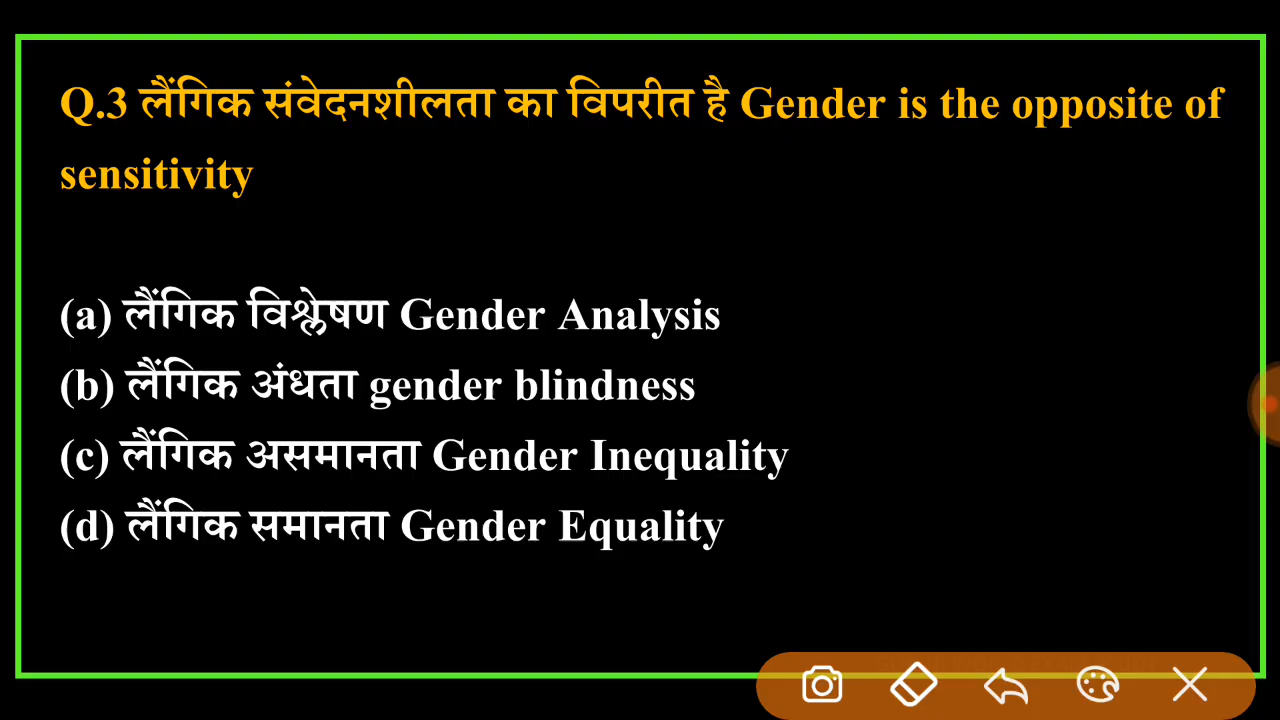 Q.3 लैंगिक संवेदनशीलता का विपरीत है Gender is the opposite of
sensitivity
(a) लैंगिक विश्लेषण Gender Analysis
(b) लैंगिक अंधता gender blindness
(c) लैंगिक असमानता Gender Inequality
(d) लैंगिक समानता Gender Equality